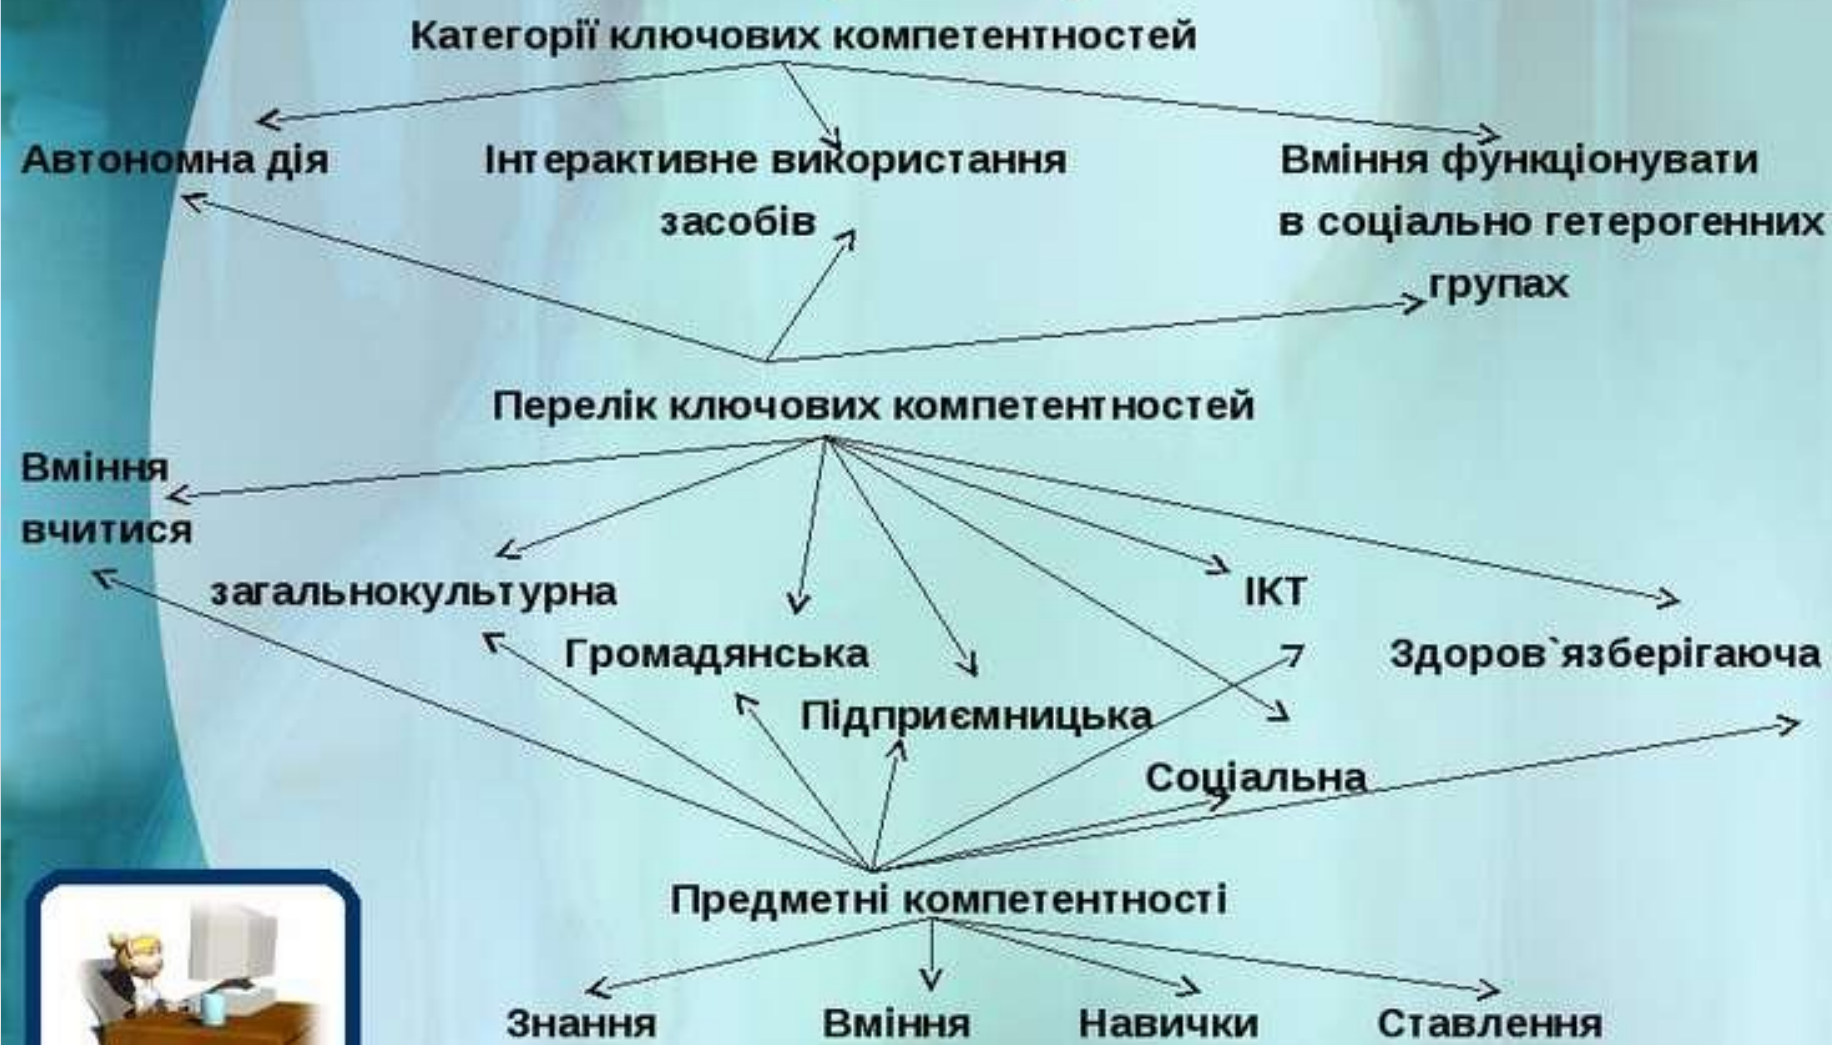 Категорії ключових компетентностей
Автономна дія
Інтерактивне використання
засобів
Вміння функціонувати
в соціально гетерогенних
групах
Перелік ключових компетентностей
Вміння
вчитися
загальнокультурна
Громадянська
Підприємницька
ІКТ
Соціальна
Здоров`язберігаюча
Предметні компетентності
Знання
Вміння
Навички
Ставлення